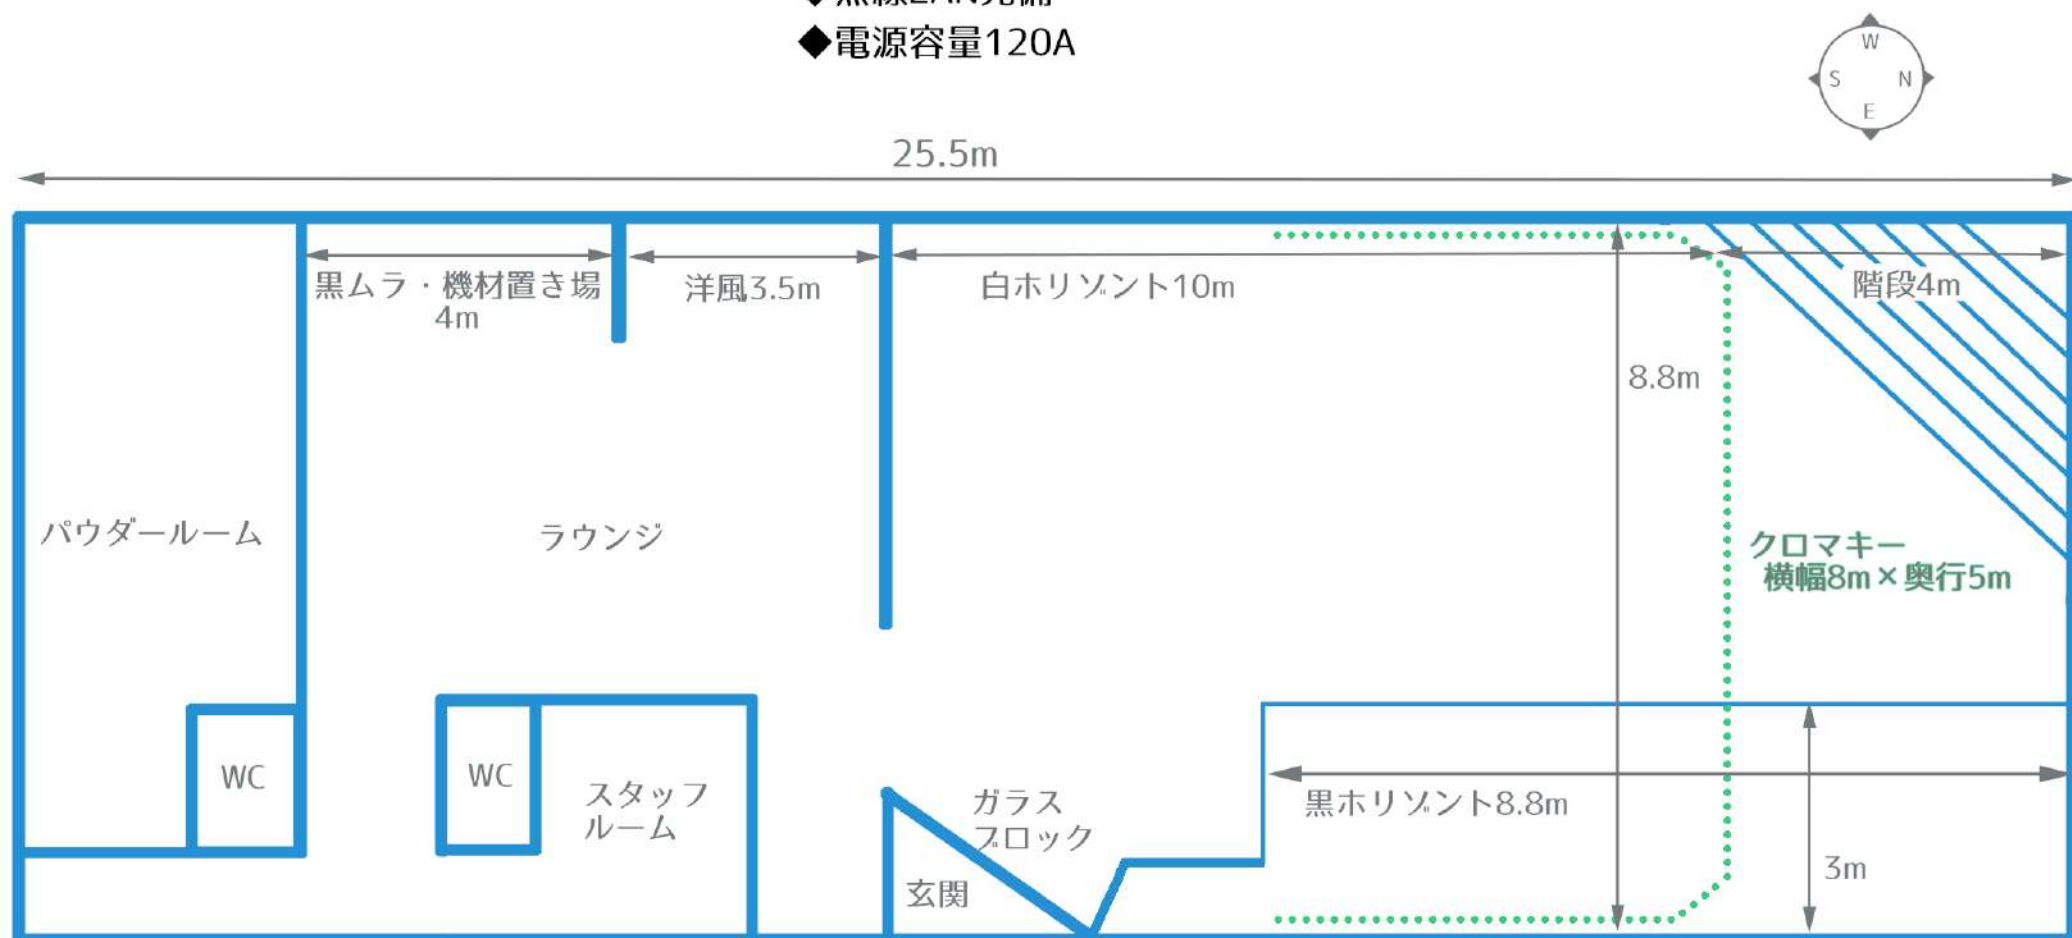 ◆電源容量120A
W
S N
E
25.5m
黒ムラ・機材置き場
4m
洋風3.5m
白ホリゾント10m
階段4m
8.8m
パウダールーム
ラウンジ
クロマキー
横幅8m×奥行5m
WC
WC
スタッフ
ルーム
ガラス
ブロック
玄関
黒ホリゾント8.8m
3m